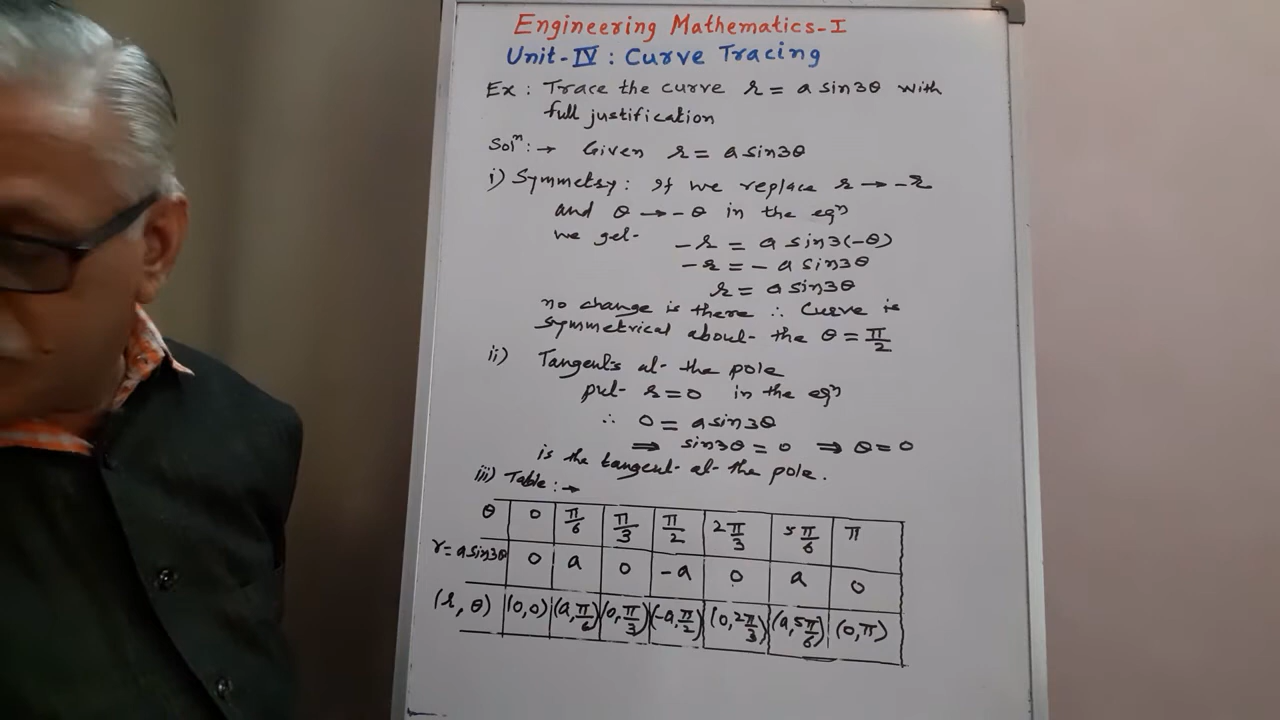 Engineering Mathematics-I
Unit-IV : Curve Tracing
Ex : Trace the curve r = a sin3θ with
full justification
Solⁿ : → Given r = a sin3θ
i) Symmetry : If we replace r → -r
and θ → -θ in the eqⁿ
we get - r = a sin3(-θ)
- r = - a sin3θ
r = a sin3θ
no change is there ∴ Curve is
symmetrical about the θ = π/2
ii) Tangents at the pole
put r = 0 in the eqⁿ
∴ 0 = a sin3θ
⇒ sin3θ = 0 ⇒ θ = 0
is the tangent at the pole.
iii) Table : →
θ 0 π/6 π/3 π/2 2π/3 5π/6 π
r = a sin3θ 0 a 0 -a 0 a 0
(r, θ) (0,0) (a, π/6) (0, π/3) (-a, π/2) (0, 2π/3) (a, 5π/6) (0, π)